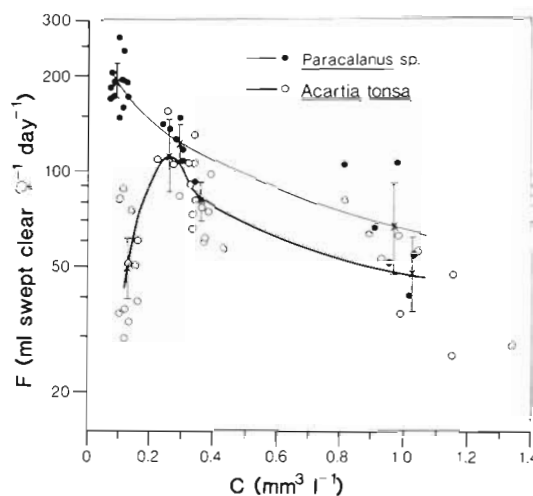 300
200
100
50
20
F (ml swept clear ♀⁻¹ day⁻¹)
Paracalanus sp.
Acartia tonsa
0 0.2 0.4 0.6 0.8 1.0 1.2 1.4
C (mm³ l⁻¹)